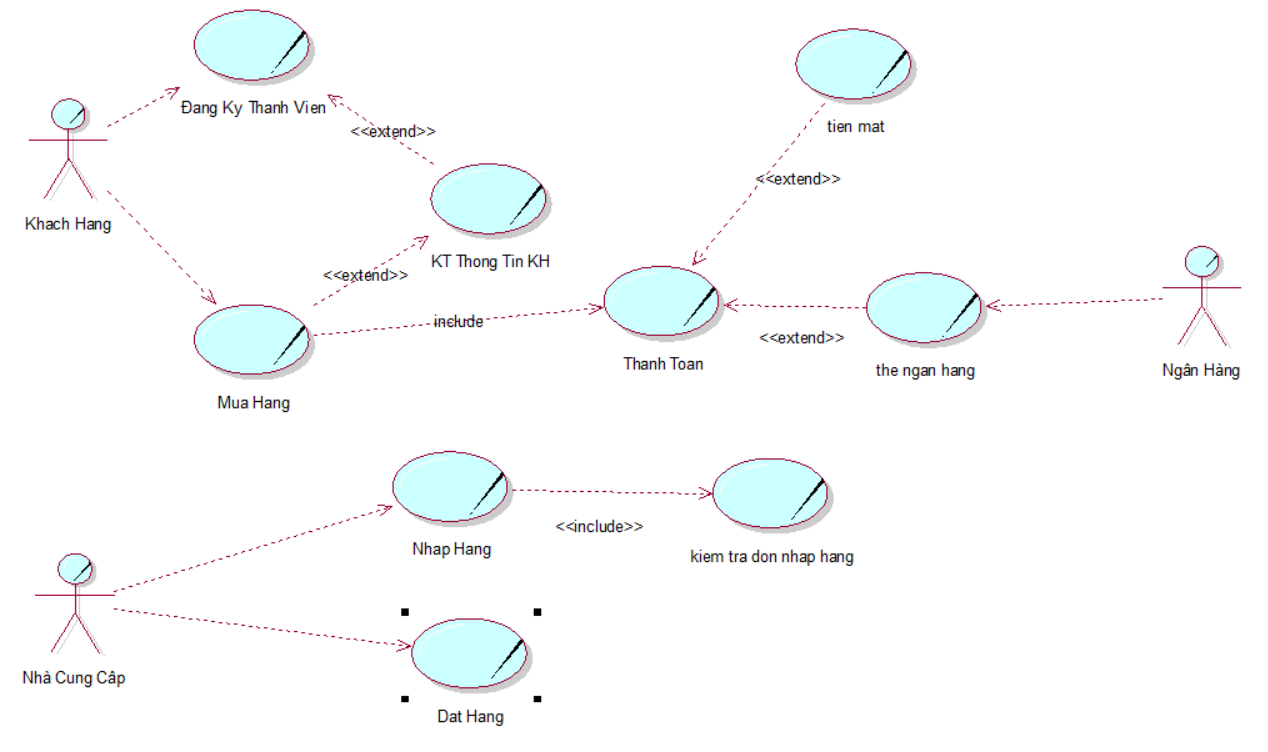 Đang Ky Thanh Vien
tien mat
<<extend>>
<<extend>>
Khach Hang
KT Thong Tin KH
<<extend>>
include
Thanh Toan
<<extend>>
the ngan hang
Ngân Hàng
Mua Hang
Nhap Hang
<<include>>
kiem tra don nhap hang
Nhà Cung Câp
Dat Hang